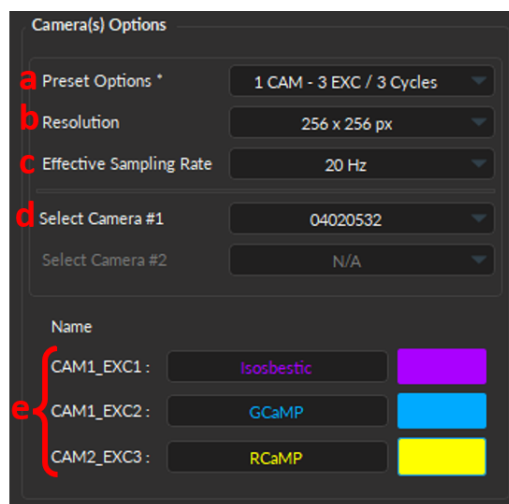 Camera(s) Options
a Preset Options * 1 CAM - 3 EXC / 3 Cycles
b Resolution 256 x 256 px
c Effective Sampling Rate 20 Hz
d Select Camera #1 04020532
Select Camera #2 N/A
Name
CAM1_EXC1 : Isosbestic
e CAM1_EXC2 : GCaMP
CAM2_EXC3 : RCaMP